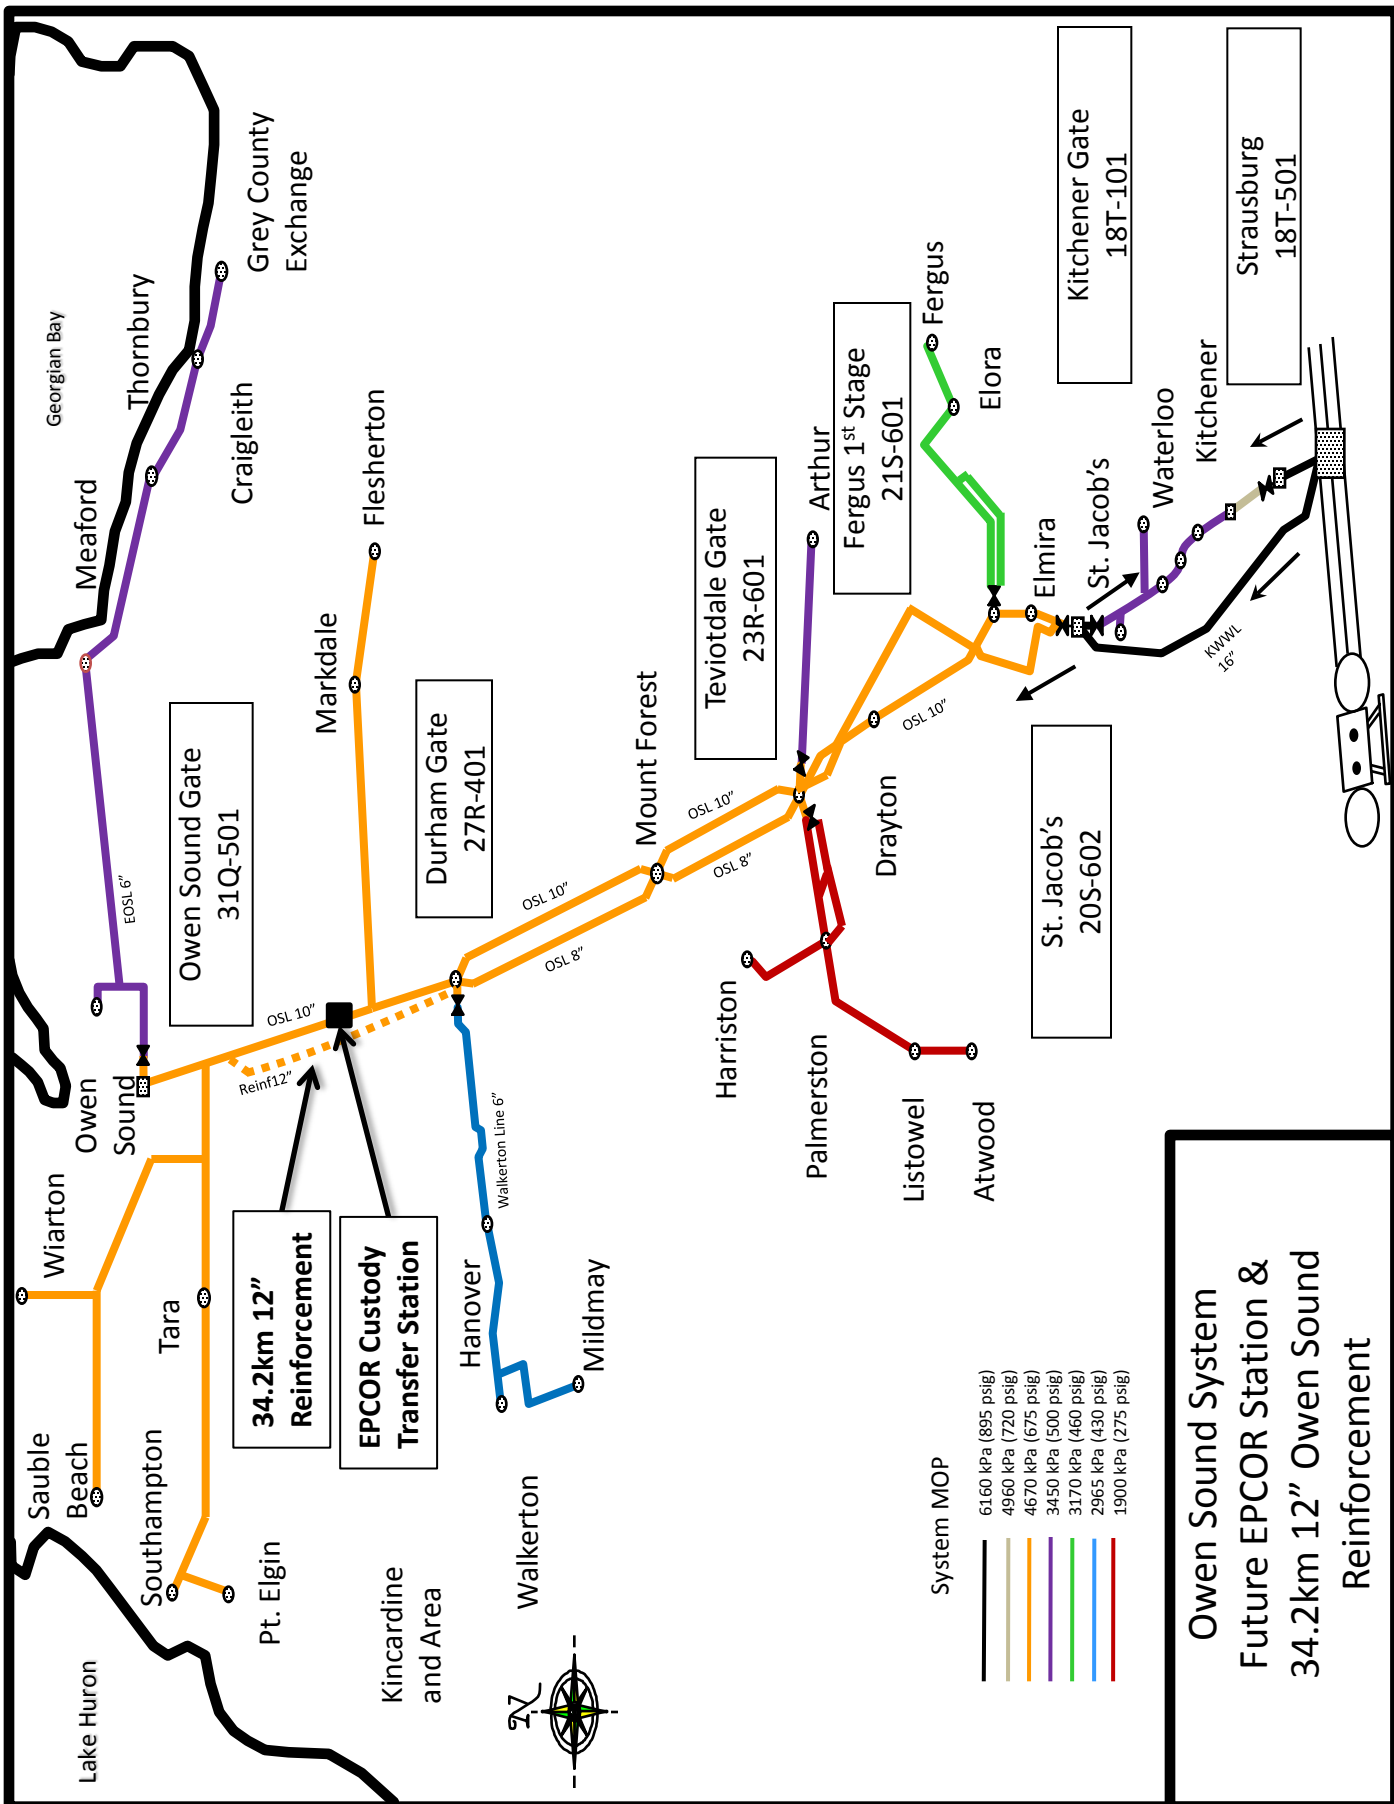 Lake Huron
Georgian Bay
Sauble
Beach
Wiarton
Owen
Sound
Meaford
Thornbury
Craigleith
Grey County
Exchange
Southampton
Pt. Elgin
Tara
EOSL 6”
Owen Sound Gate
31Q-501
OSL 10”
Reinf12”
34.2km 12”
Reinforcement
EPCOR Custody
Transfer Station
Markdale
Flesherton
Durham Gate
27R-401
Kincardine
and Area
Walkerton
Hanover
Mildmay
Walkerton Line 6”
OSL 10”
OSL 8”
Mount Forest
OSL 10”
OSL 8”
Teviotdale Gate
23R-601
Arthur
Fergus 1st Stage
21S-601
Fergus
Elora
Harriston
Palmerston
Listowel
Atwood
Drayton
OSL 10”
Elmira
St. Jacob’s
Waterloo
Kitchener
Kitchener Gate
18T-101
Strausburg
18T-501
St. Jacob’s
20S-602
KWWL
16”
N
System MOP
6160 kPa (895 psig)
4960 kPa (720 psig)
4670 kPa (675 psig)
3450 kPa (500 psig)
3170 kPa (460 psig)
2965 kPa (430 psig)
1900 kPa (275 psig)
Owen Sound System
Future EPCOR Station &
34.2km 12” Owen Sound
Reinforcement